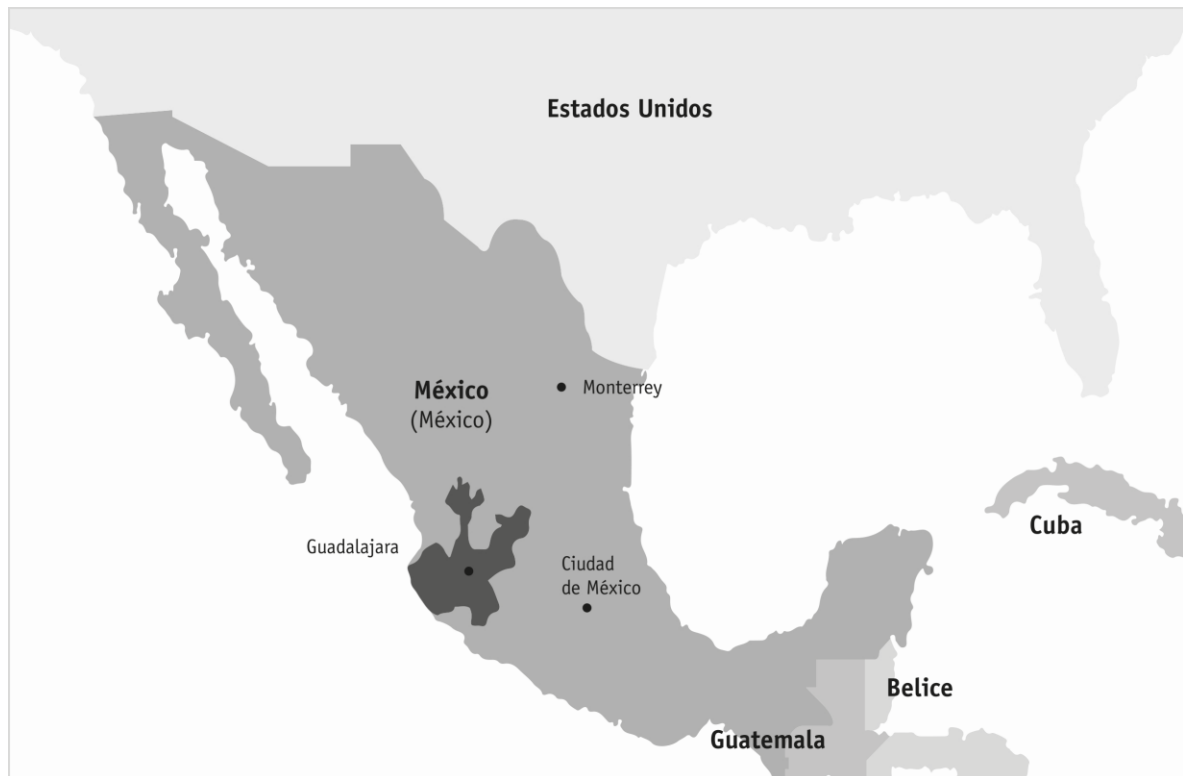 Estados Unidos
México
(México)
Monterrey
Guadalajara
Ciudad
de México
Cuba
Belice
Guatemala